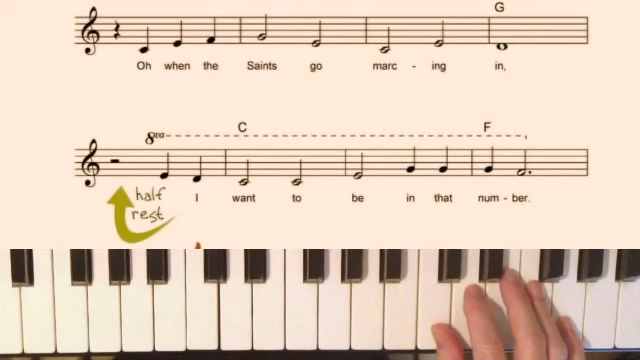 G
Oh when the Saints go marc - ing in,
8va
C F
half I want to be in that num - ber.
rest